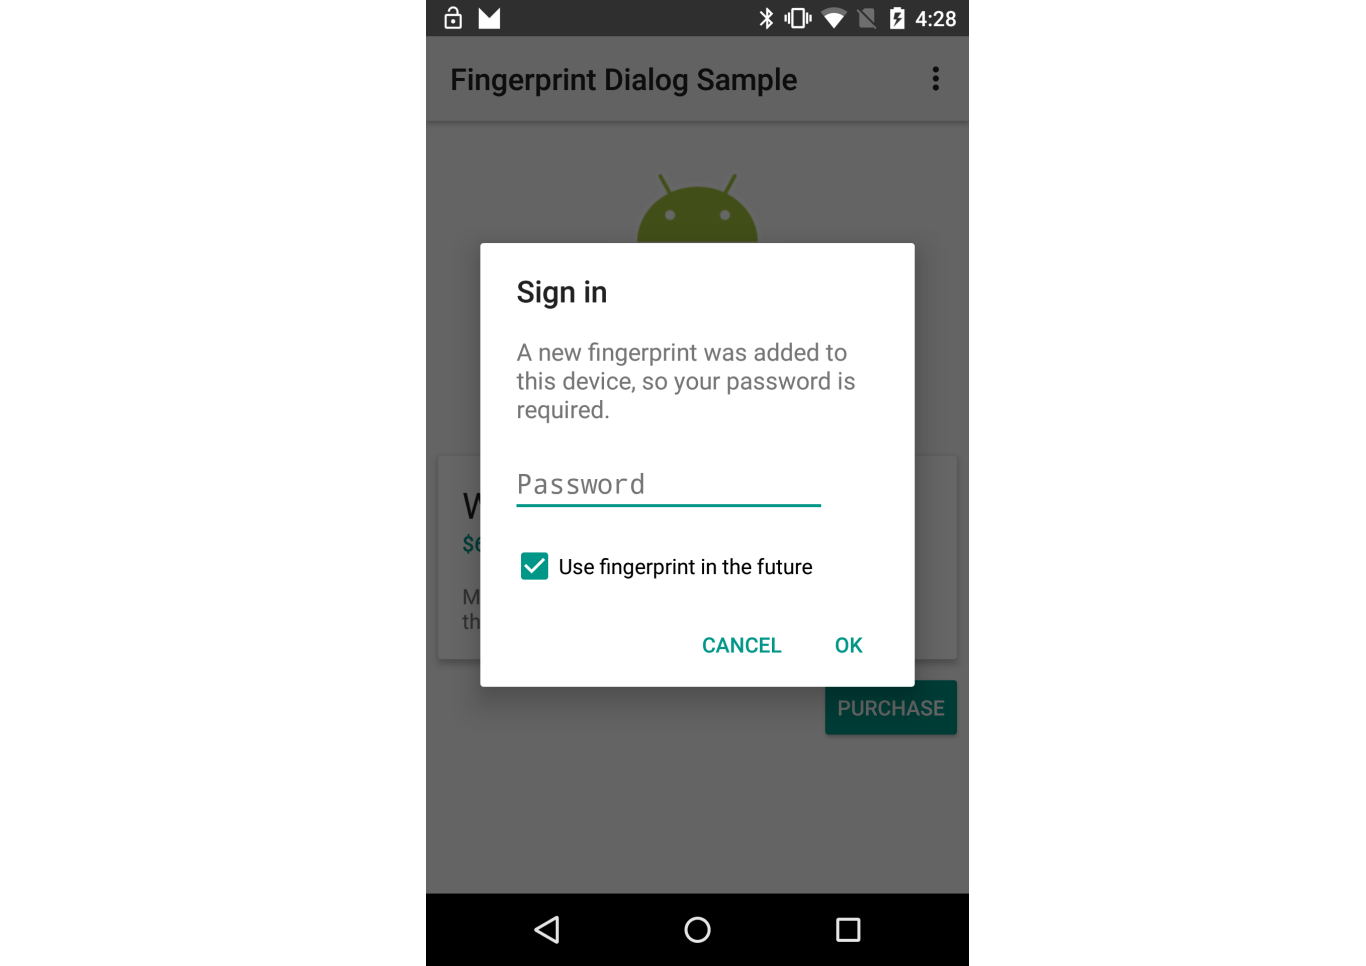 4:28
Fingerprint Dialog Sample
Sign in
A new fingerprint was added to
this device, so your password is
required.
Password
$6
th
Use fingerprint in the future
CANCEL
OK
PURCHASE